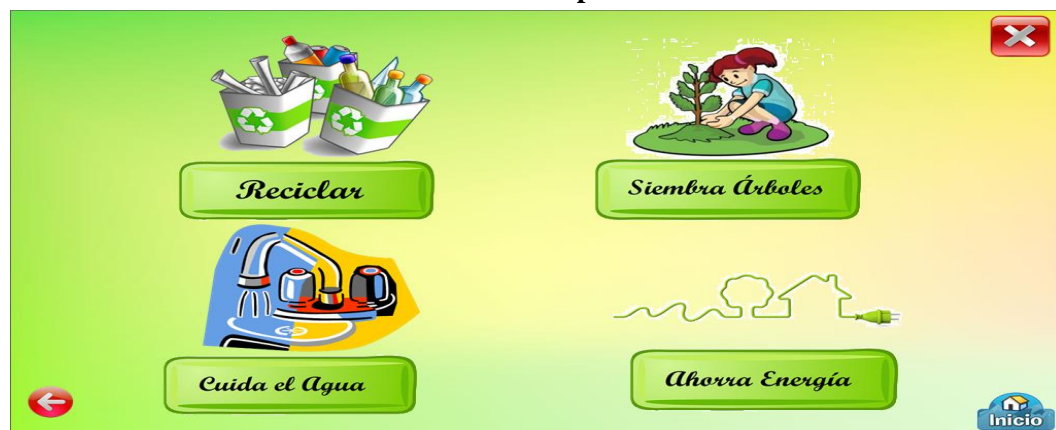 Reciclar
Siembra Árboles
Cuida el Agua
Ahorra Energía
Inicio